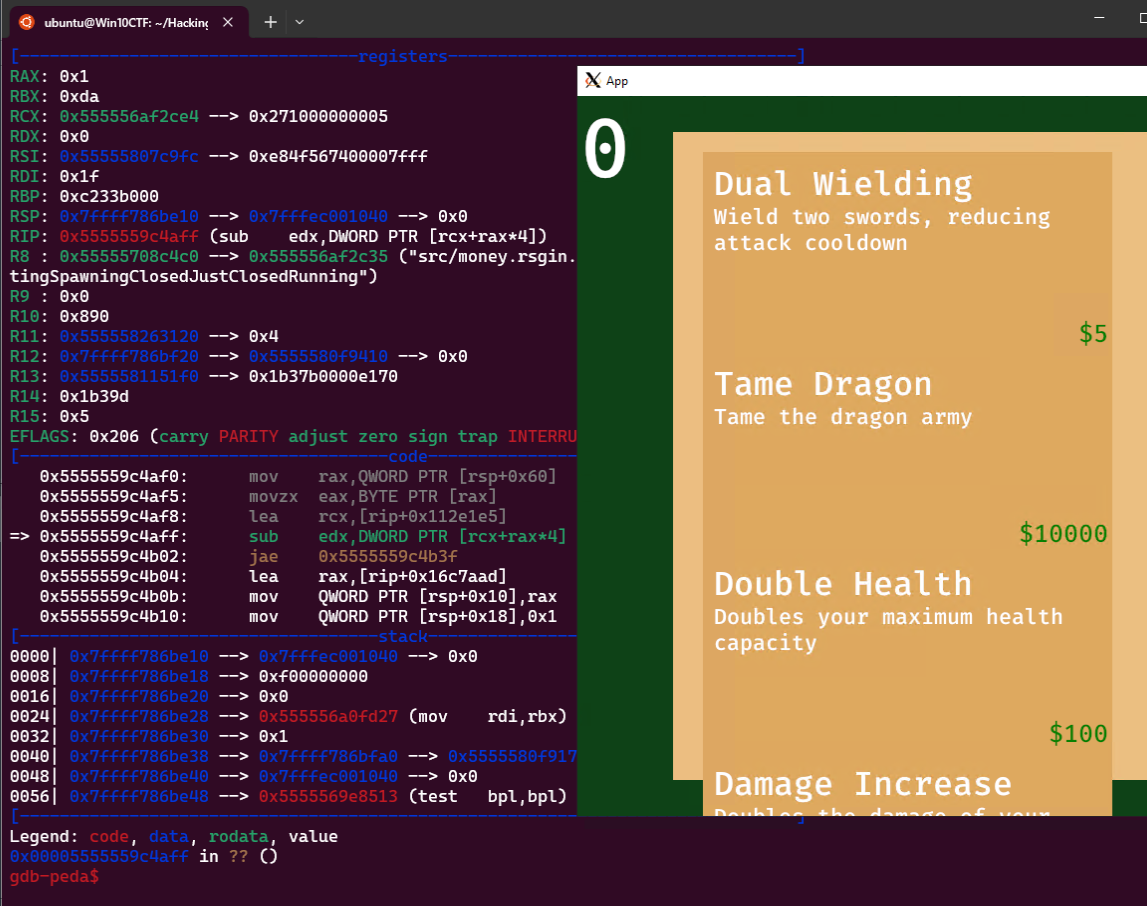 ubuntu@Win10CTF: ~/Hacking
[----------------------------------registers-----------------------------------]
RAX: 0x1
RBX: 0xda
RCX: 0x555556af2ce4 --> 0x271000000005
RDX: 0x0
RSI: 0x55555807c9fc --> 0xe84f567400007fff
RDI: 0x1f
RBP: 0xc233b000
RSP: 0x7ffff786be10 --> 0x7fffec001040 --> 0x0
RIP: 0x5555559c4aff (sub    edx,DWORD PTR [rcx+rax*4])
R8 : 0x55555708c4c0 --> 0x555556af2c35 ("src/money.rsgin.
tingSpawningClosedJustClosedRunning")
R9 : 0x0
R10: 0x890
R11: 0x555558263120 --> 0x4
R12: 0x7ffff786bf20 --> 0x5555580f9410 --> 0x0
R13: 0x5555581151f0 --> 0x1b37b0000e170
R14: 0x1b39d
R15: 0x5
EFLAGS: 0x206 (carry PARITY adjust zero sign trap INTERRU
[-------------------------------------code-------------------
   0x5555559c4af0:      mov    rax,QWORD PTR [rsp+0x60]
   0x5555559c4af5:      movzx  eax,BYTE PTR [rax]
   0x5555559c4af8:      lea    rcx,[rip+0x112e1e5]
=> 0x5555559c4aff:      sub    edx,DWORD PTR [rcx+rax*4]
   0x5555559c4b02:      jae    0x5555559c4b3f
   0x5555559c4b04:      lea    rax,[rip+0x16c7aad]
   0x5555559c4b0b:      mov    QWORD PTR [rsp+0x10],rax
   0x5555559c4b10:      mov    QWORD PTR [rsp+0x18],0x1
[------------------------------------stack-------------------
0000| 0x7ffff786be10 --> 0x7fffec001040 --> 0x0
0008| 0x7ffff786be18 --> 0xf00000000
0016| 0x7ffff786be20 --> 0x0
0024| 0x7ffff786be28 --> 0x555556a0fd27 (mov    rdi,rbx)
0032| 0x7ffff786be30 --> 0x1
0040| 0x7ffff786be38 --> 0x7ffff786bfa0 --> 0x5555580f917
0048| 0x7ffff786be40 --> 0x7fffec001040 --> 0x0
0056| 0x7ffff786be48 --> 0x5555569e8513 (test   bpl,bpl)
[------------------------------------------------------------------------------]
Legend: code, data, rodata, value
0x00005555559c4aff in ?? ()
gdb-peda$
App
0
Dual Wielding
Wield two swords, reducing
attack cooldown
$5
Tame Dragon
Tame the dragon army
$10000
Double Health
Doubles your maximum health
capacity
$100
Damage Increase
Doubles the damage of your